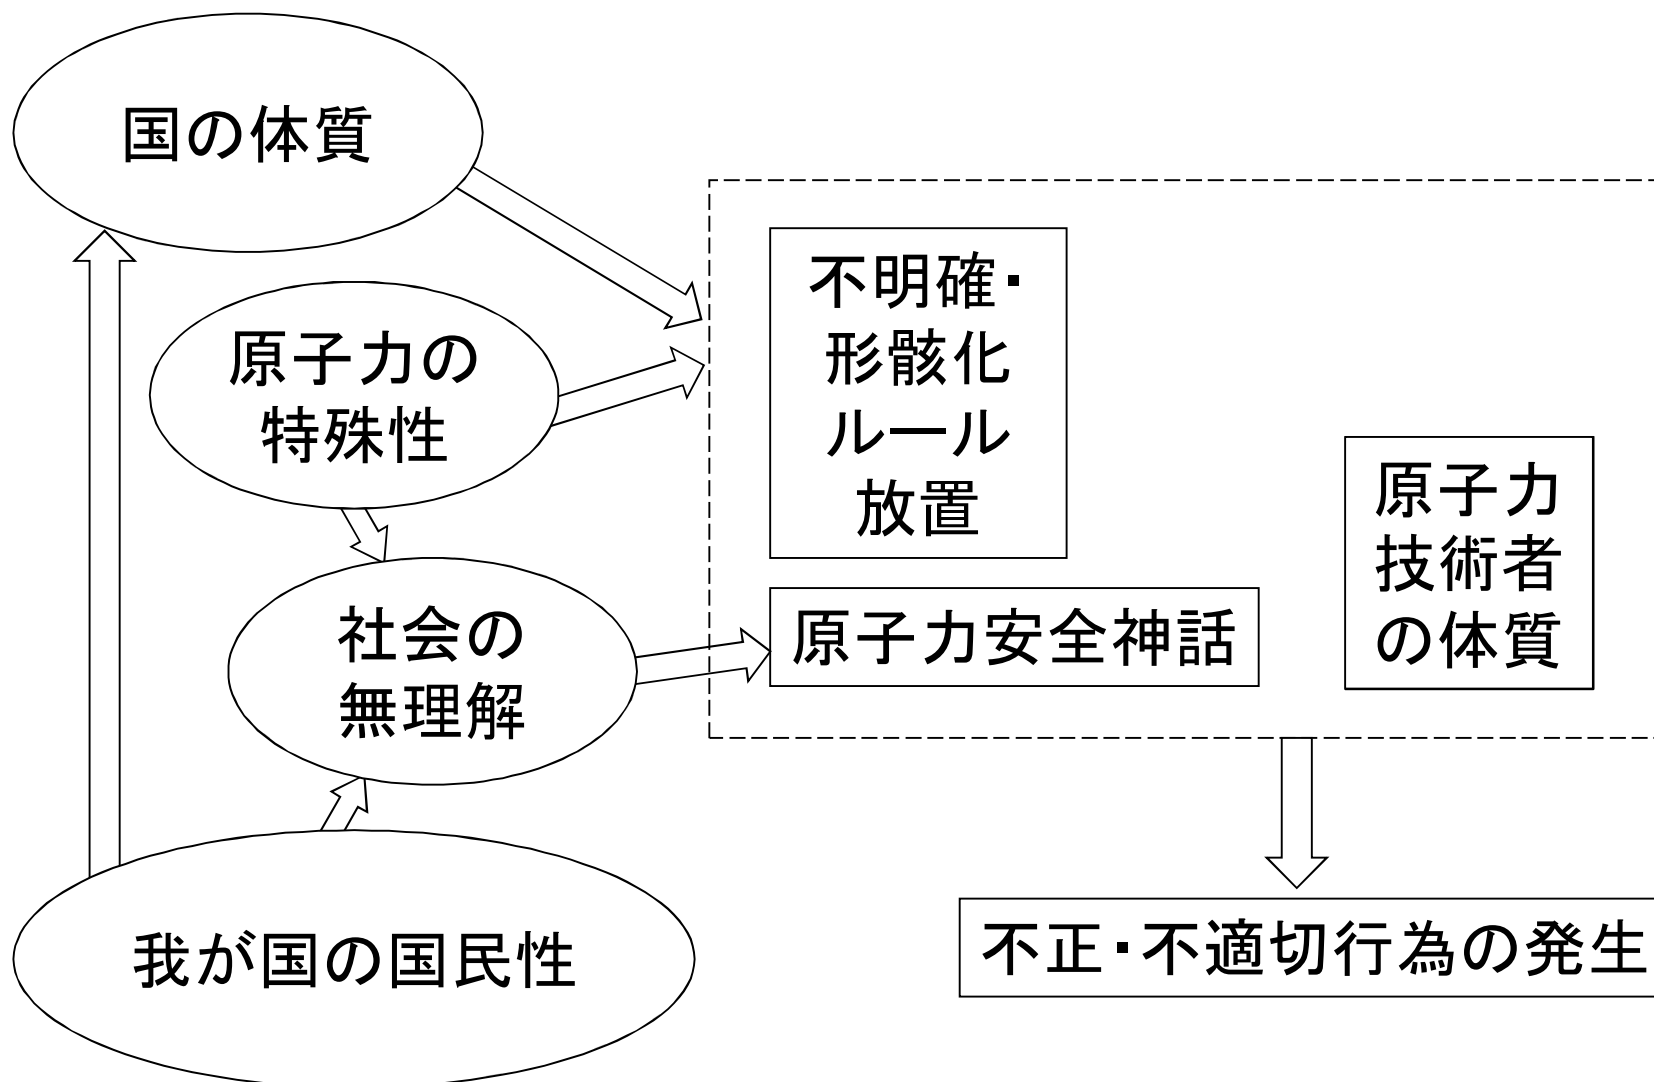 国の体質
原子力の
特殊性
社会の
無理解
我が国の国民性
不明確・
形骸化
ルール
放置
原子力安全神話
原子力
技術者
の体質
不正・不適切行為の発生